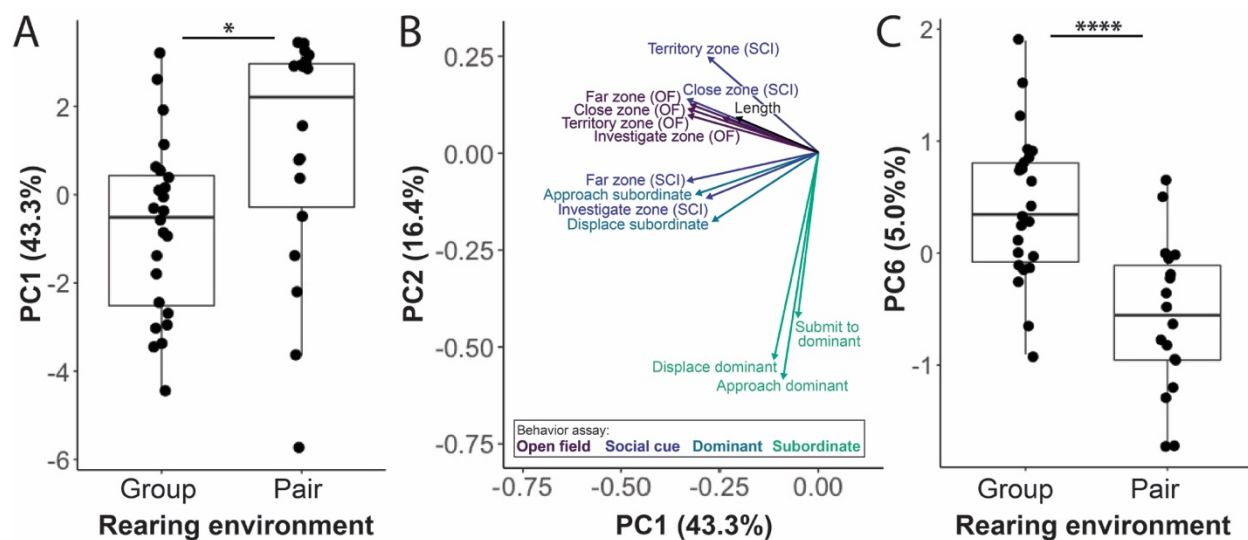 A
*
PC1 (43.3%)
2
0
-2
-4
-6
Group Pair
Rearing environment
B
PC2 (16.4%)
0.25
0.00
-0.25
-0.50
-0.75
Territory zone (SCI)
Close zone (SCI)
Far zone (OF)
Length
Close zone (OF)
Territory zone (OF)
Investigate zone (OF)
Far zone (SCI)
Approach subordinate
Investigate zone (SCI)
Displace subordinate
Submit to
dominant
Displace dominant
Approach dominant
Behavior assay:
Open field Social cue Dominant Subordinate
-0.75 -0.50 -0.25 0.00
PC1 (43.3%)
C
****
PC6 (5.0%%)
2
1
0
-1
Group Pair
Rearing environment